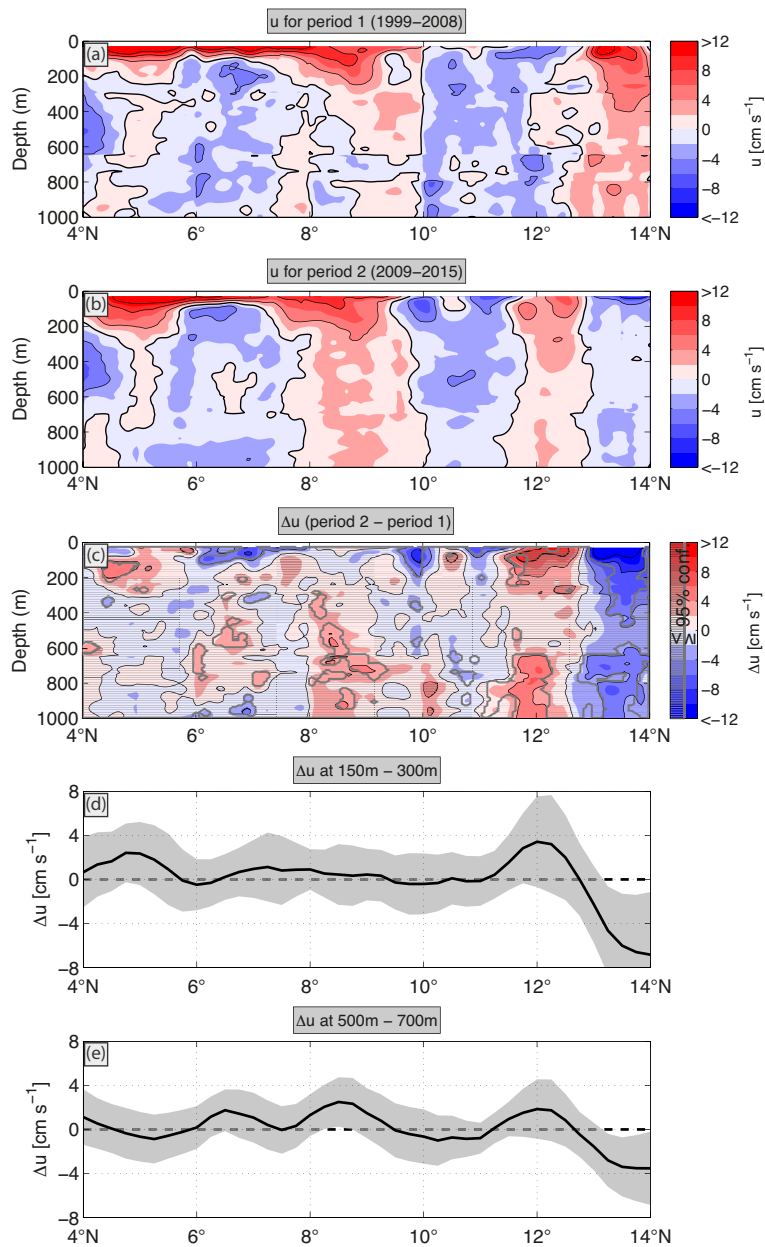 u for period 1 (1999−2008)
(a)
0
200
400
600
800
1000
Depth (m)
4°N
6°
8°
10°
12°
14°N
>12
8
4
0
−4
−8
<−12
u [cm s⁻¹]
u for period 2 (2009−2015)
(b)
0
200
400
600
800
1000
Depth (m)
4°N
6°
8°
10°
12°
14°N
>12
8
4
0
−4
−8
<−12
u [cm s⁻¹]
Δu (period 2 − period 1)
(c)
0
200
400
600
800
1000
Depth (m)
4°N
6°
8°
10°
12°
14°N
>12
8
4
0
−4
−8
<−12
< ≥ 95% conf.
Δu [cm s⁻¹]
Δu at 150m − 300m
(d)
8
4
0
−4
−8
Δu [cm s⁻¹]
4°N
6°
8°
10°
12°
14°N
Δu at 500m − 700m
(e)
8
4
0
−4
−8
Δu [cm s⁻¹]
4°N
6°
8°
10°
12°
14°N